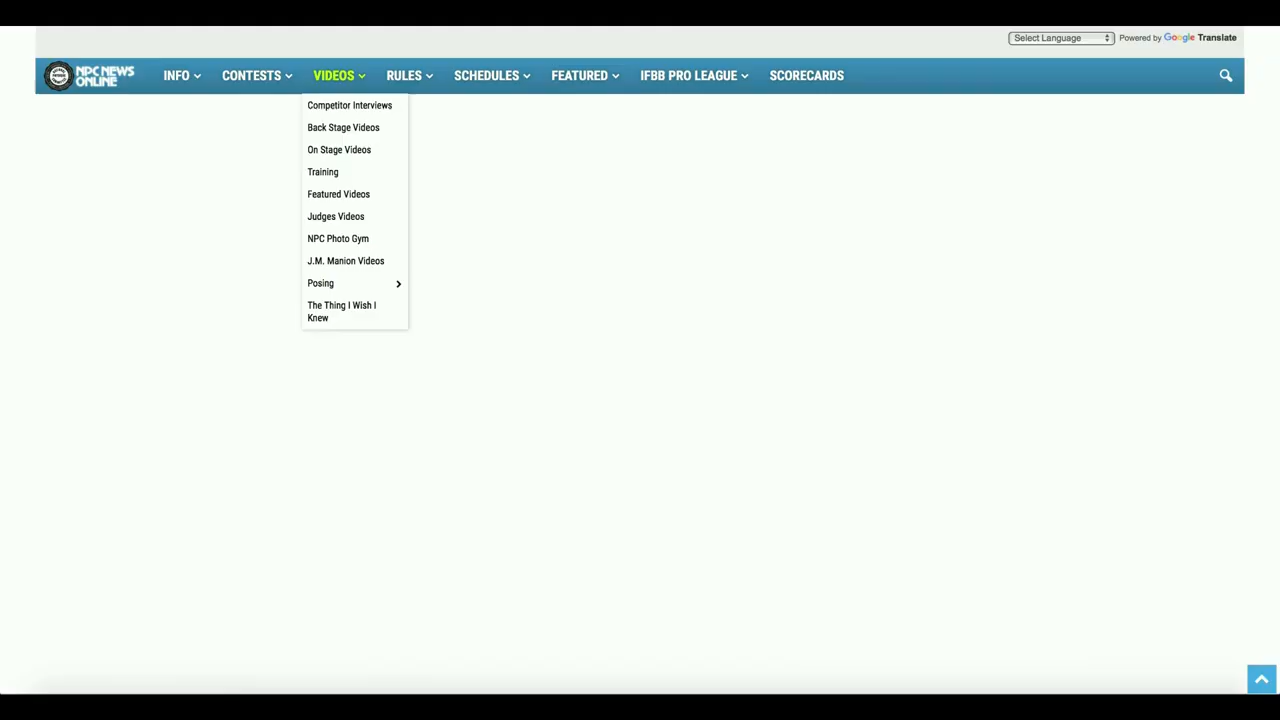 Select Language
Powered by Google Translate
NPC NEWS
ONLINE
INFO
CONTESTS
VIDEOS
RULES
SCHEDULES
FEATURED
IFBB PRO LEAGUE
SCORECARDS
Competitor Interviews
Back Stage Videos
On Stage Videos
Training
Featured Videos
Judges Videos
NPC Photo Gym
J.M. Manion Videos
Posing
The Thing I Wish I
Knew